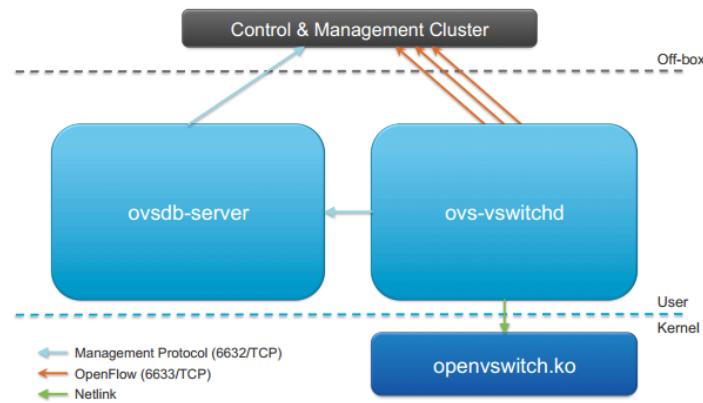 Control & Management Cluster
Off-box
ovsdb-server
ovs-vswitchd
User
Kernel
Management Protocol (6632/TCP)
OpenFlow (6633/TCP)
Netlink
openvswitch.ko